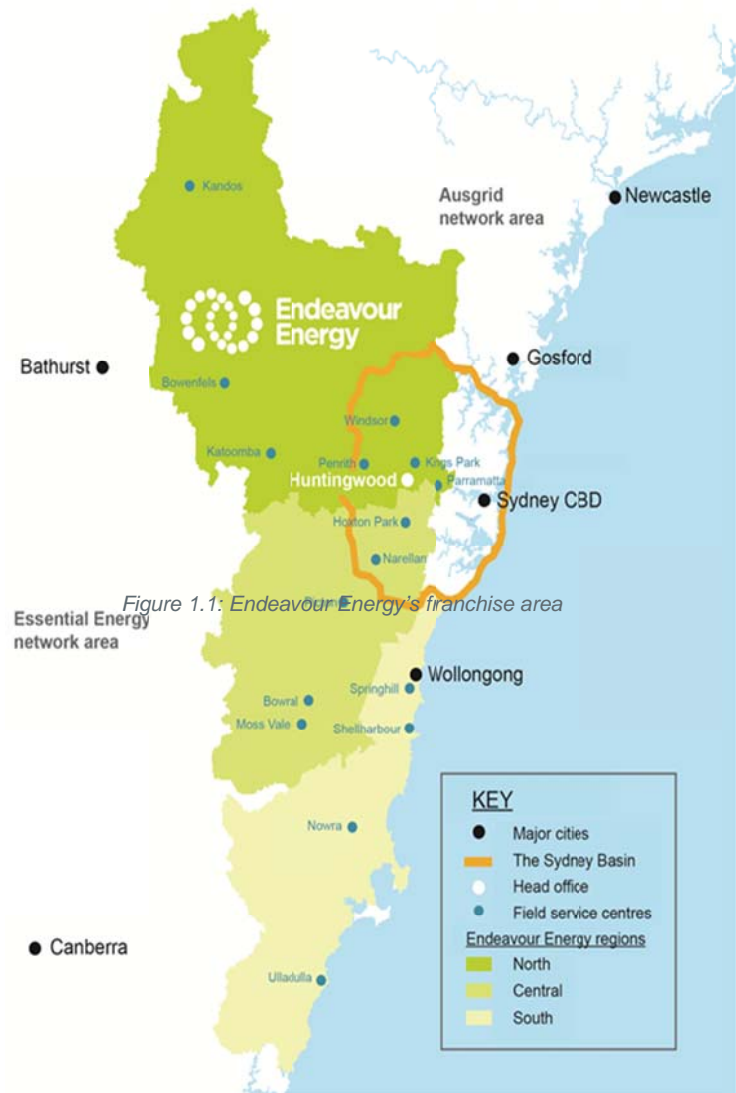 Kandos
Ausgrid
network area
Newcastle
Endeavour
Energy
Bathurst
Gosford
Bowenfels
Windsor
Katoomba
Penrith
Kngs Park
Huntingwood
Parramatta
Sydney CBD
Hoxton Park
Narellan
Figure 1.1: Endeavour Energy's franchise area
Essential Energy
network area
Wollongong
Springhill
Bowral
Moss Vale
Shellharbour
Nowra
KEY
Major cities
The Sydney Basin
Head office
Field service centres
Endeavour Energy regions
North
Central
South
Canberra
Ulladulla